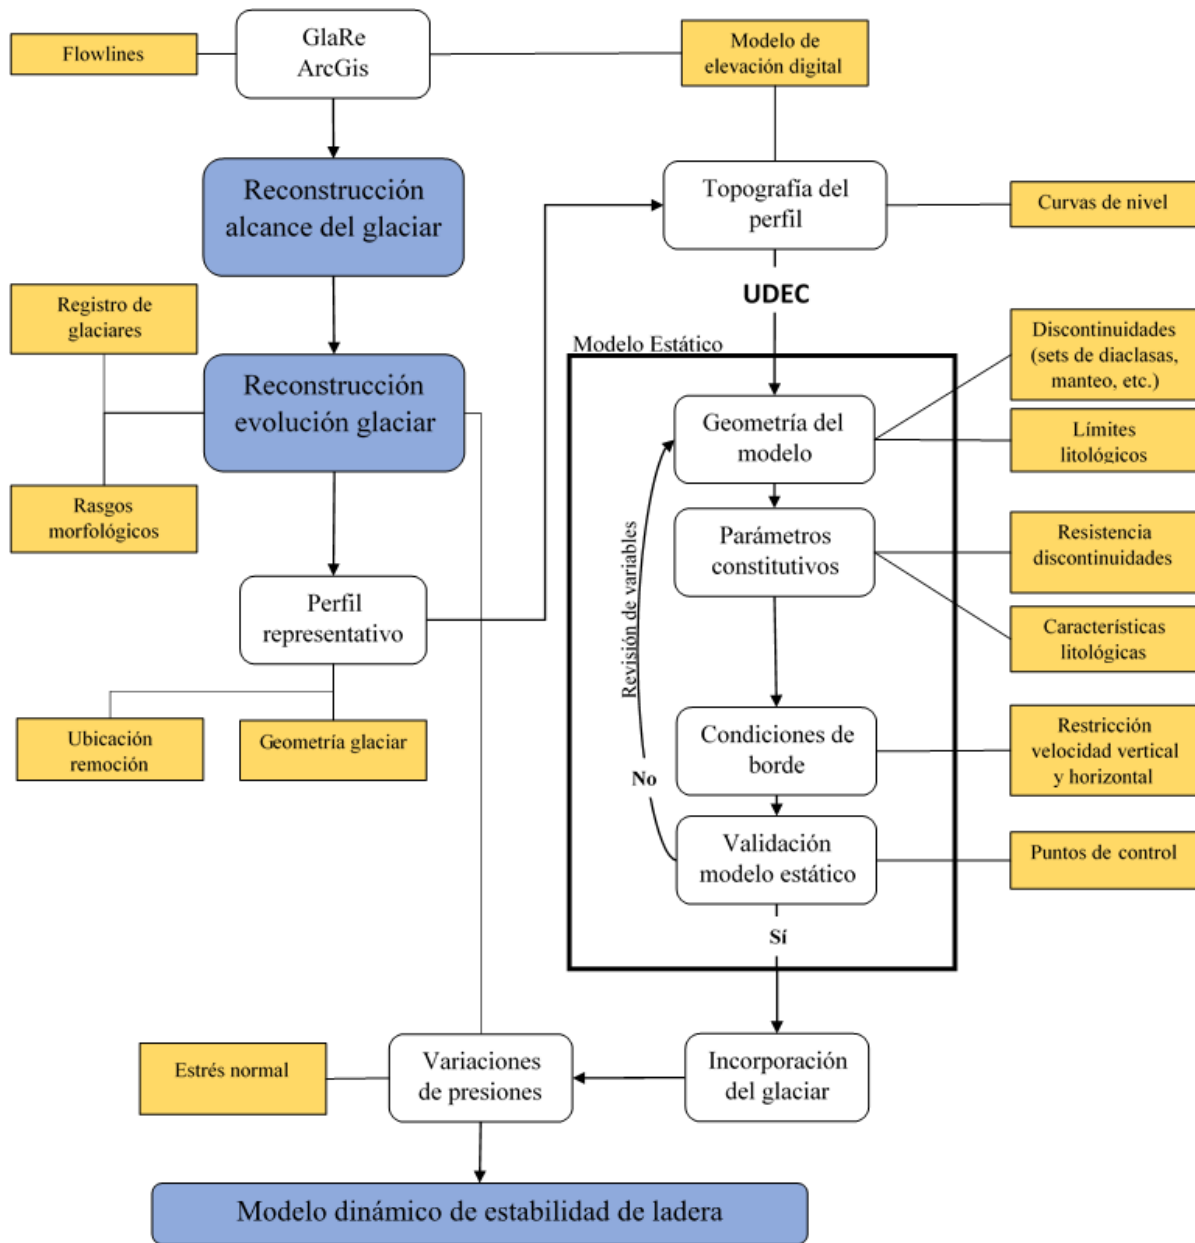 Flowlines
GlaRe
ArcGis
Modelo de
elevación digital
Reconstrucción
alcance del glaciar
Topografía del
perfil
Curvas de nivel
UDEC
Registro de
glaciares
Reconstrucción
evolución glaciar
Rasgos
morfológicos
Modelo Estático
Discontinuidades
(sets de diaclasas,
manteo, etc.)
Geometría del
modelo
Límites
litológicos
Parámetros
constitutivos
Resistencia
discontinuidades
Características
litológicas
Revisión de variables
Perfil
representativo
Ubicación
remoción
Geometría glaciar
Condiciones de
borde
Restricción
velocidad vertical
y horizontal
No
Validación
modelo estático
Puntos de control
Sí
Estrés normal
Variaciones
de presiones
Incorporación
del glaciar
Modelo dinámico de estabilidad de ladera